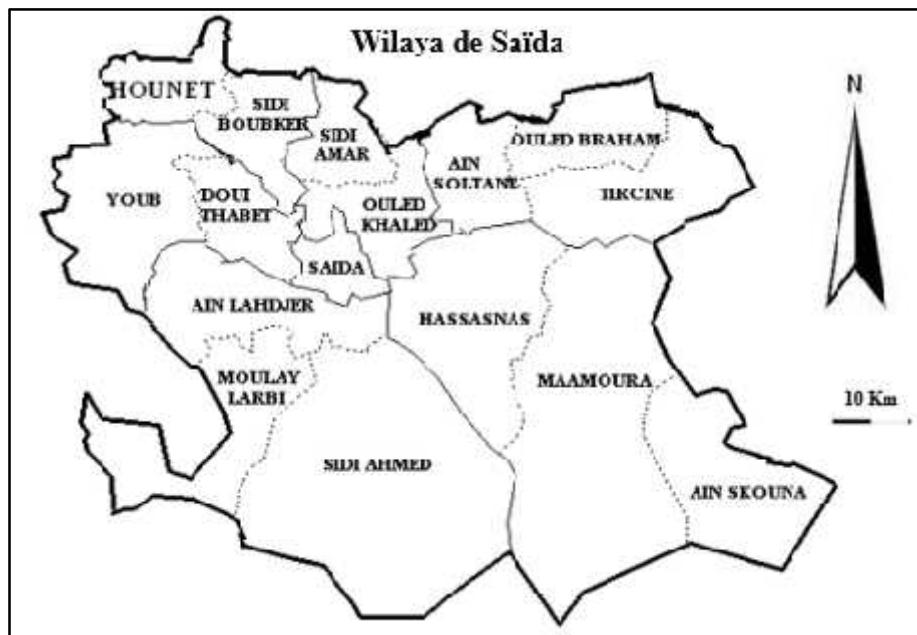 Wilaya de Saïda
N
HOUNET
SIDI
BOUBKER
SIDI
AMAR
OULED BRAHAM
AIN
SOLTANE
TIRCINE
YOUB
DOUI
THABET
OULED
KHALED
SAIDA
AIN LAHDJER
HASSASNAS
MOULAY
LARBI
MAAMOURA
10 Km
SIDI AHMED
AIN SKOUNA